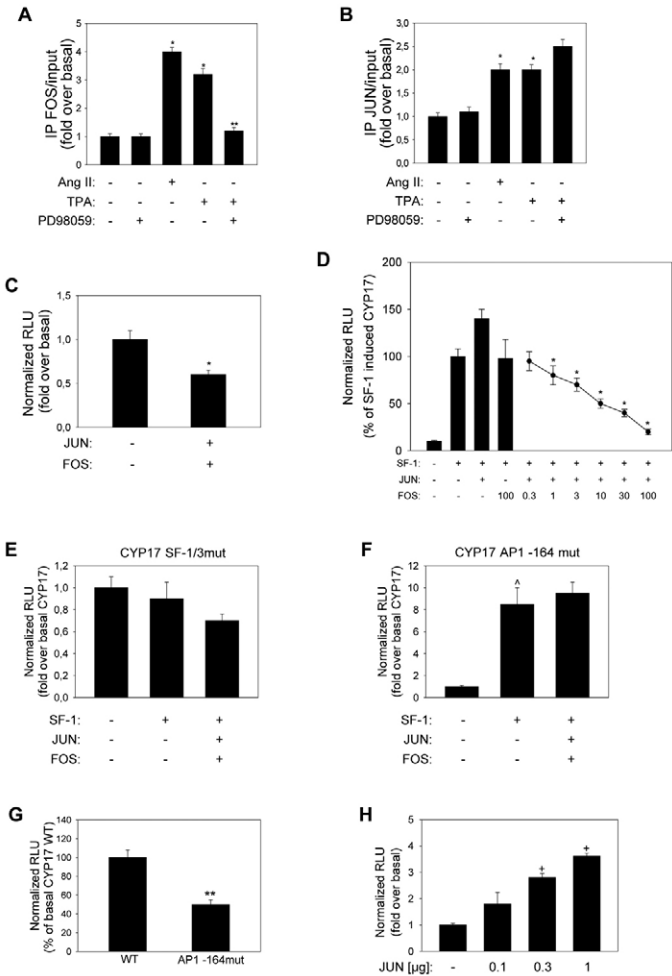 A
IP FOS/input
(fold over basal)
5
4
3
2
1
0
* * **
Ang II: - - + - -
TPA: - - - + +
PD98059: - + - - +
B
IP JUN/input
(fold over basal)
3,0
2,5
2,0
1,5
1,0
0,5
0,0
* *
Ang II: - - + - -
TPA: - - - + +
PD98059: - + - - +
C
Normalized RLU
(fold over basal)
1,5
1,0
0,5
0,0
*
JUN: - +
FOS: - +
D
Normalized RLU
(% of SF-1 induced CYP17)
200
150
100
50
0
* * * * *
SF-1: - + + + + + + + + +
JUN: - - + - + + + + + +
FOS: - - - 100 0.3 1 3 10 30 100
E
CYP17 SF-1/3mut
Normalized RLU
(fold over basal CYP17)
1,2
1,0
0,8
0,6
0,4
0,2
0,0
SF-1: - + +
JUN: - - +
FOS: - - +
F
CYP17 AP1 -164 mut
Normalized RLU
(fold over basal CYP17)
12
10
8
6
4
2
0
^
SF-1: - + +
JUN: - - +
FOS: - - +
G
Normalized RLU
(% of basal CYP17 WT)
140
120
100
80
60
40
20
0
**
WT AP1 -164mut
H
Normalized RLU
(fold over basal)
5
4
3
2
1
0
+ +
JUN [µg] - 0.1 0.3 1